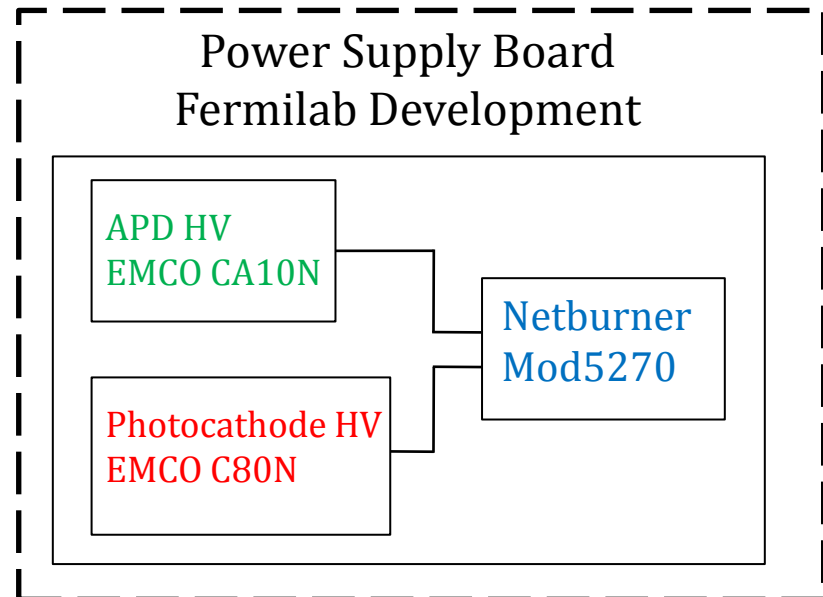 Power Supply Board
Fermilab Development
APD HV
EMCO CA10N
Netburner
Mod5270
Photocathode HV
EMCO C80N